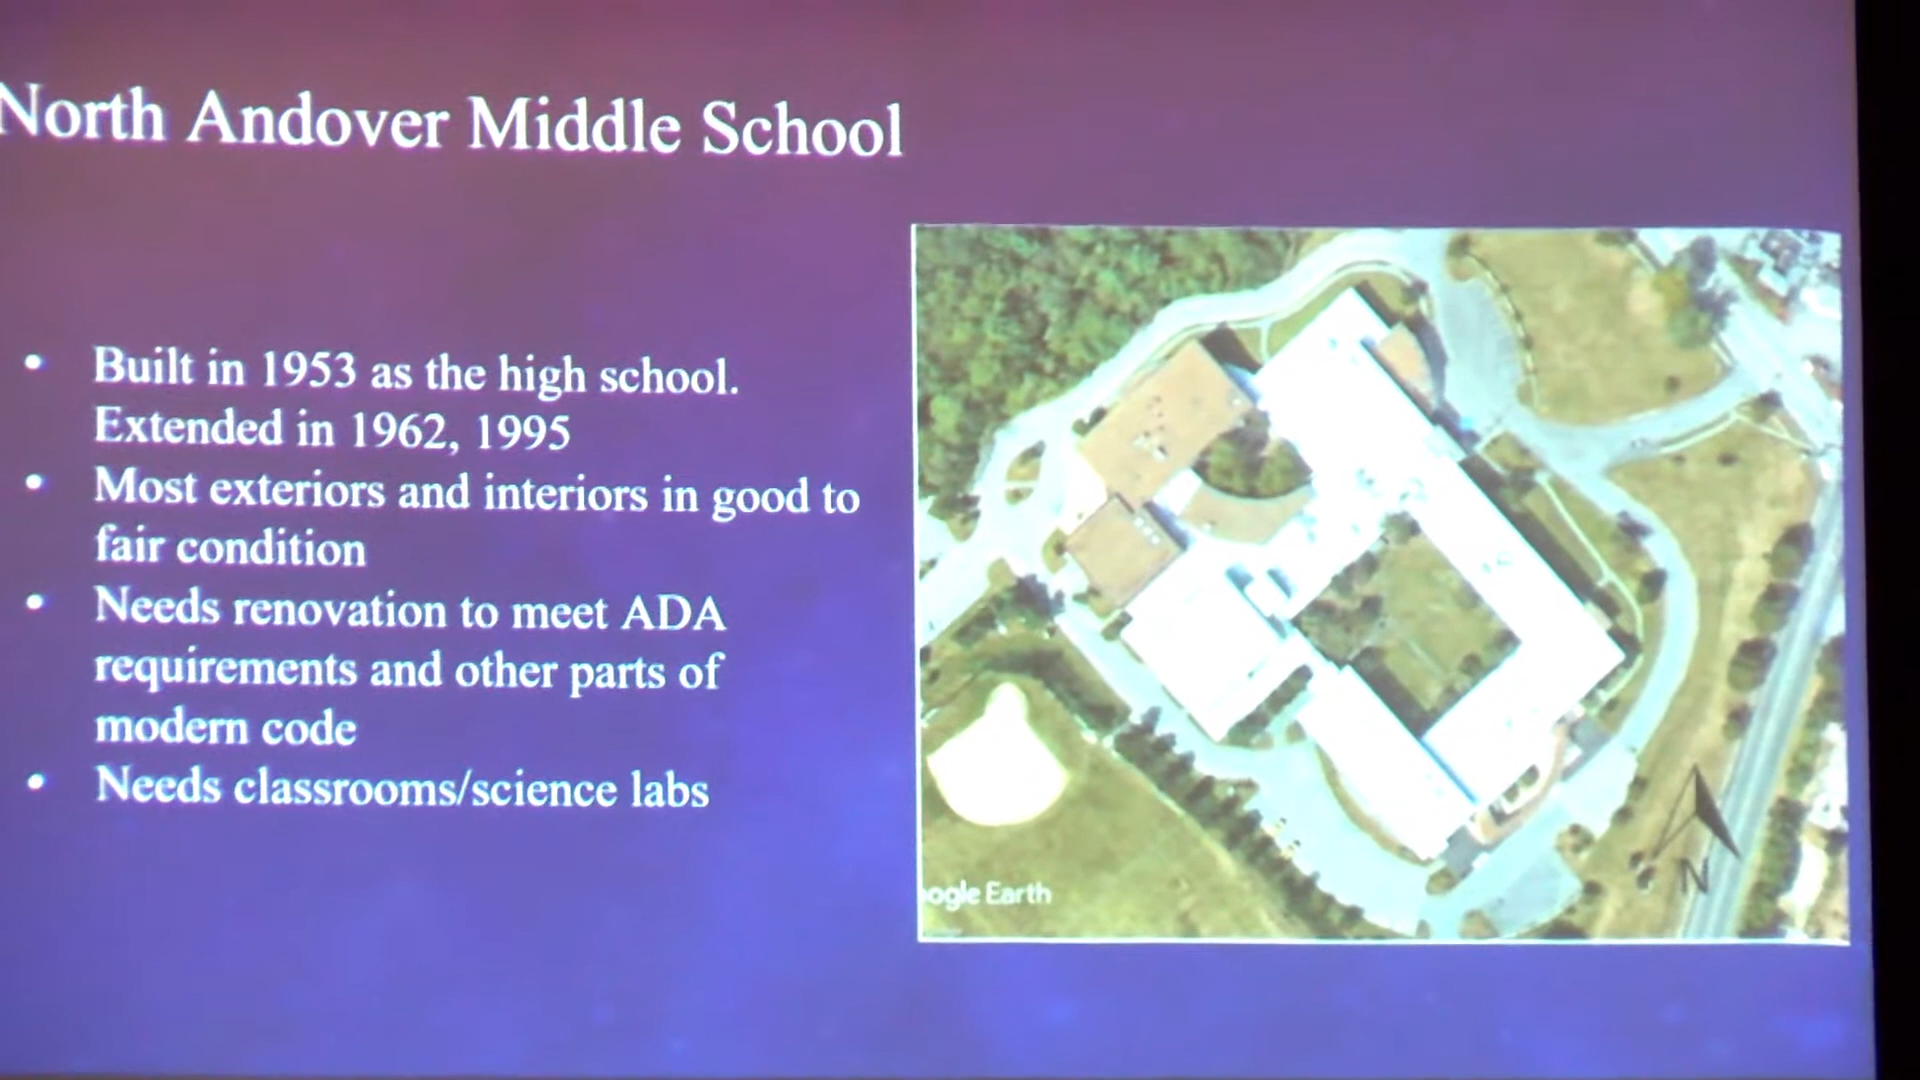 North Andover Middle School
• Built in 1953 as the high school.
Extended in 1962, 1995
• Most exteriors and interiors in good to
fair condition
• Needs renovation to meet ADA
requirements and other parts of
modern code
• Needs classrooms/science labs
ogle Earth
N